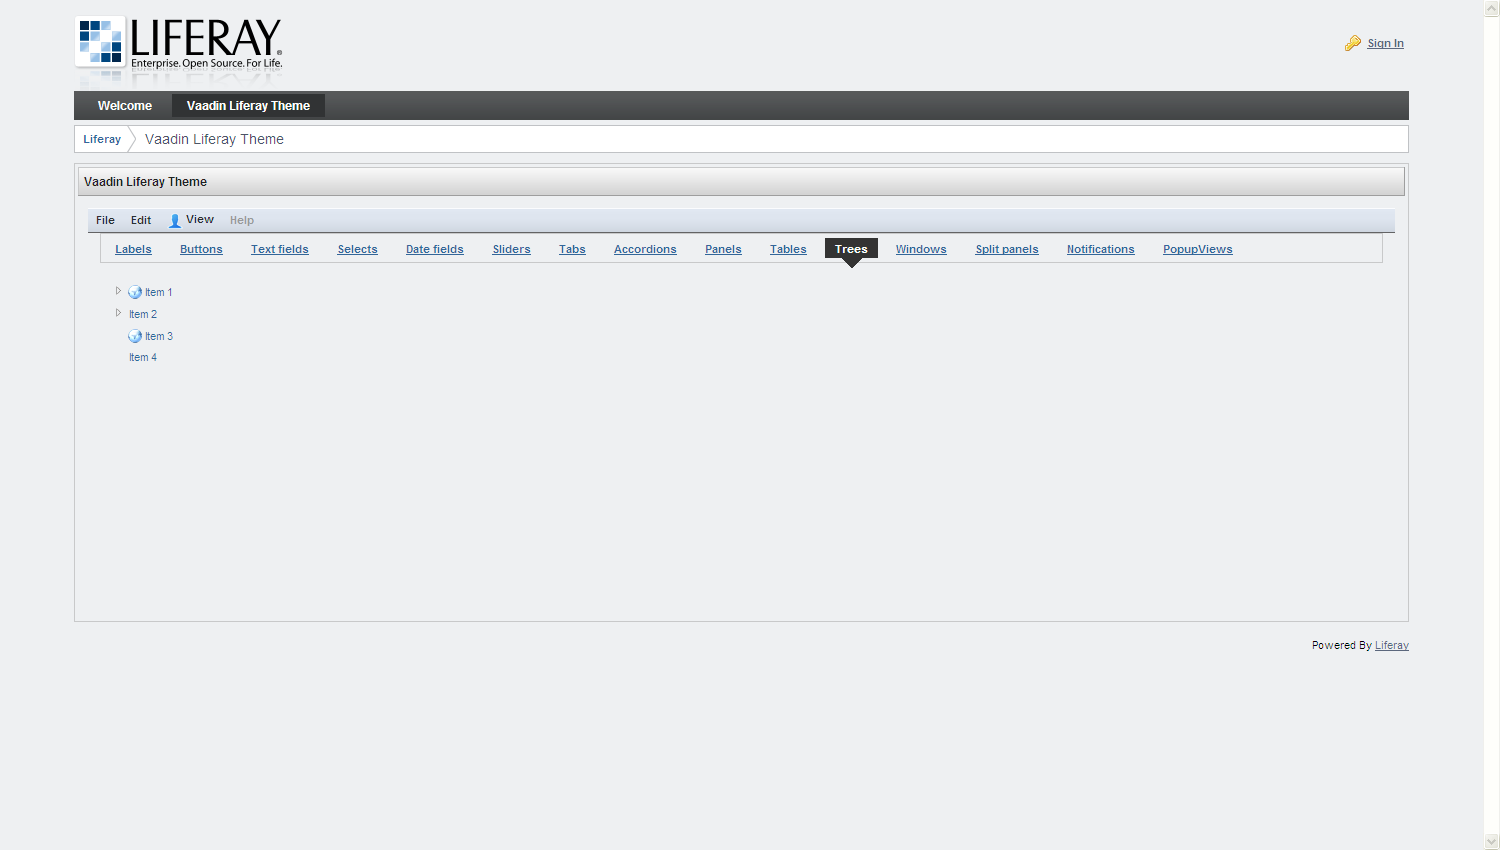 LIFERAY®
Enterprise. Open Source. For Life.
Sign In
Welcome Vaadin Liferay Theme
Liferay Vaadin Liferay Theme
Vaadin Liferay Theme
File Edit View Help
Labels Buttons Text fields Selects Date fields Sliders Tabs Accordions Panels Tables Trees Windows Split panels Notifications PopupViews
Item 1
Item 2
Item 3
Item 4
Powered By Liferay